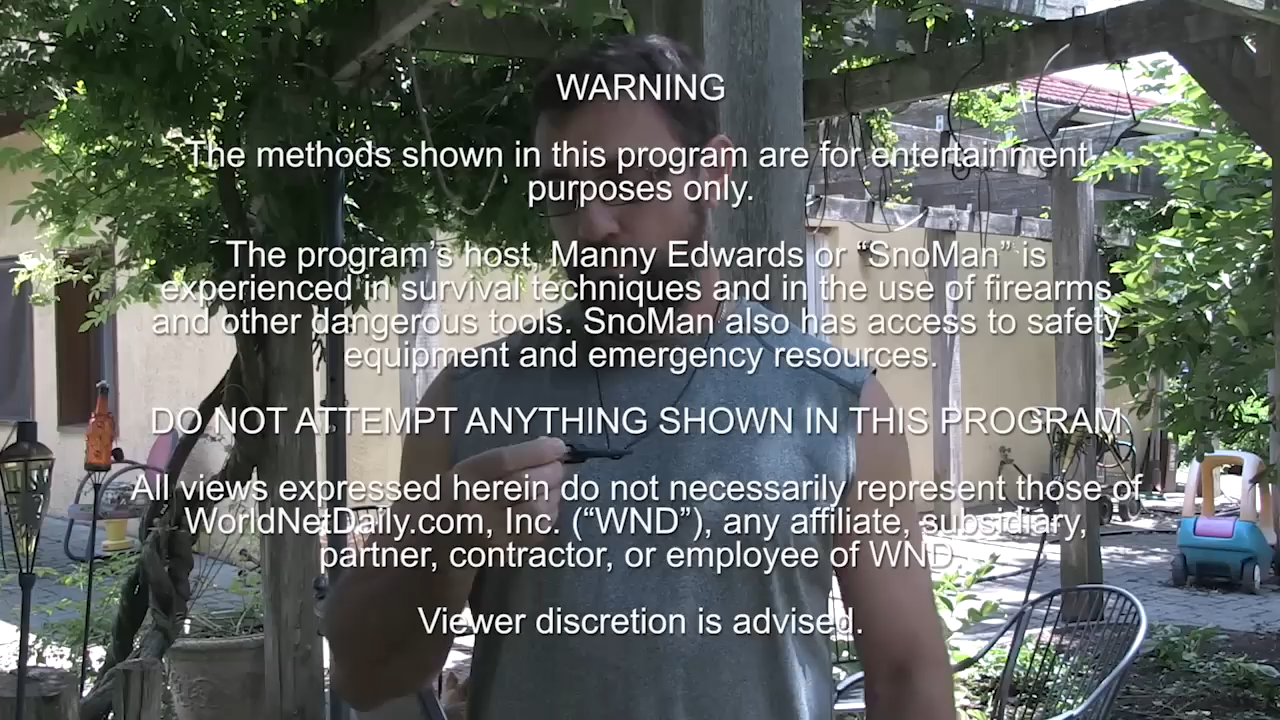 WARNING
The methods shown in this program are for entertainment
purposes only.
The program’s host, Manny Edwards or “SnoMan” is
experienced in survival techniques and in the use of firearms
and other dangerous tools. SnoMan also has access to safety
equipment and emergency resources.
DO NOT ATTEMPT ANYTHING SHOWN IN THIS PROGRAM.
All views expressed herein do not necessarily represent those of
WorldNetDaily.com, Inc. (“WND”), any affiliate, subsidiary,
partner, contractor, or employee of WND.
Viewer discretion is advised.